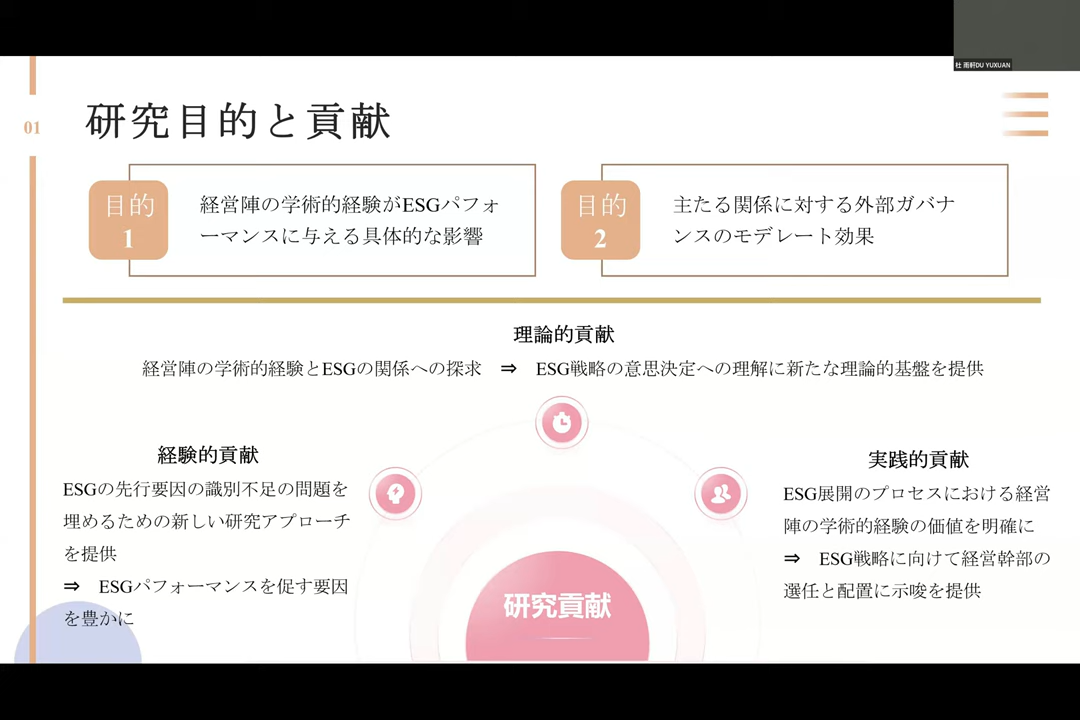 杜 雨軒DU YUXUAN
01
研究目的と貢献
目的
1
経営陣の学術的経験がESGパフォ
ーマンスに与える具体的な影響
目的
2
主たる関係に対する外部ガバナ
ンスのモデレート効果
理論的貢献
経営陣の学術的経験とESGの関係への探求 ⇒ ESG戦略の意思決定への理解に新たな理論的基盤を提供
経験的貢献
ESGの先行要因の識別不足の問題を
埋めるための新しい研究アプローチ
を提供
⇒ ESGパフォーマンスを促す要因
を豊かに
実践的貢献
ESG展開のプロセスにおける経営
陣の学術的経験の価値を明確に
⇒ ESG戦略に向けて経営幹部の
選任と配置に示唆を提供
研究貢献